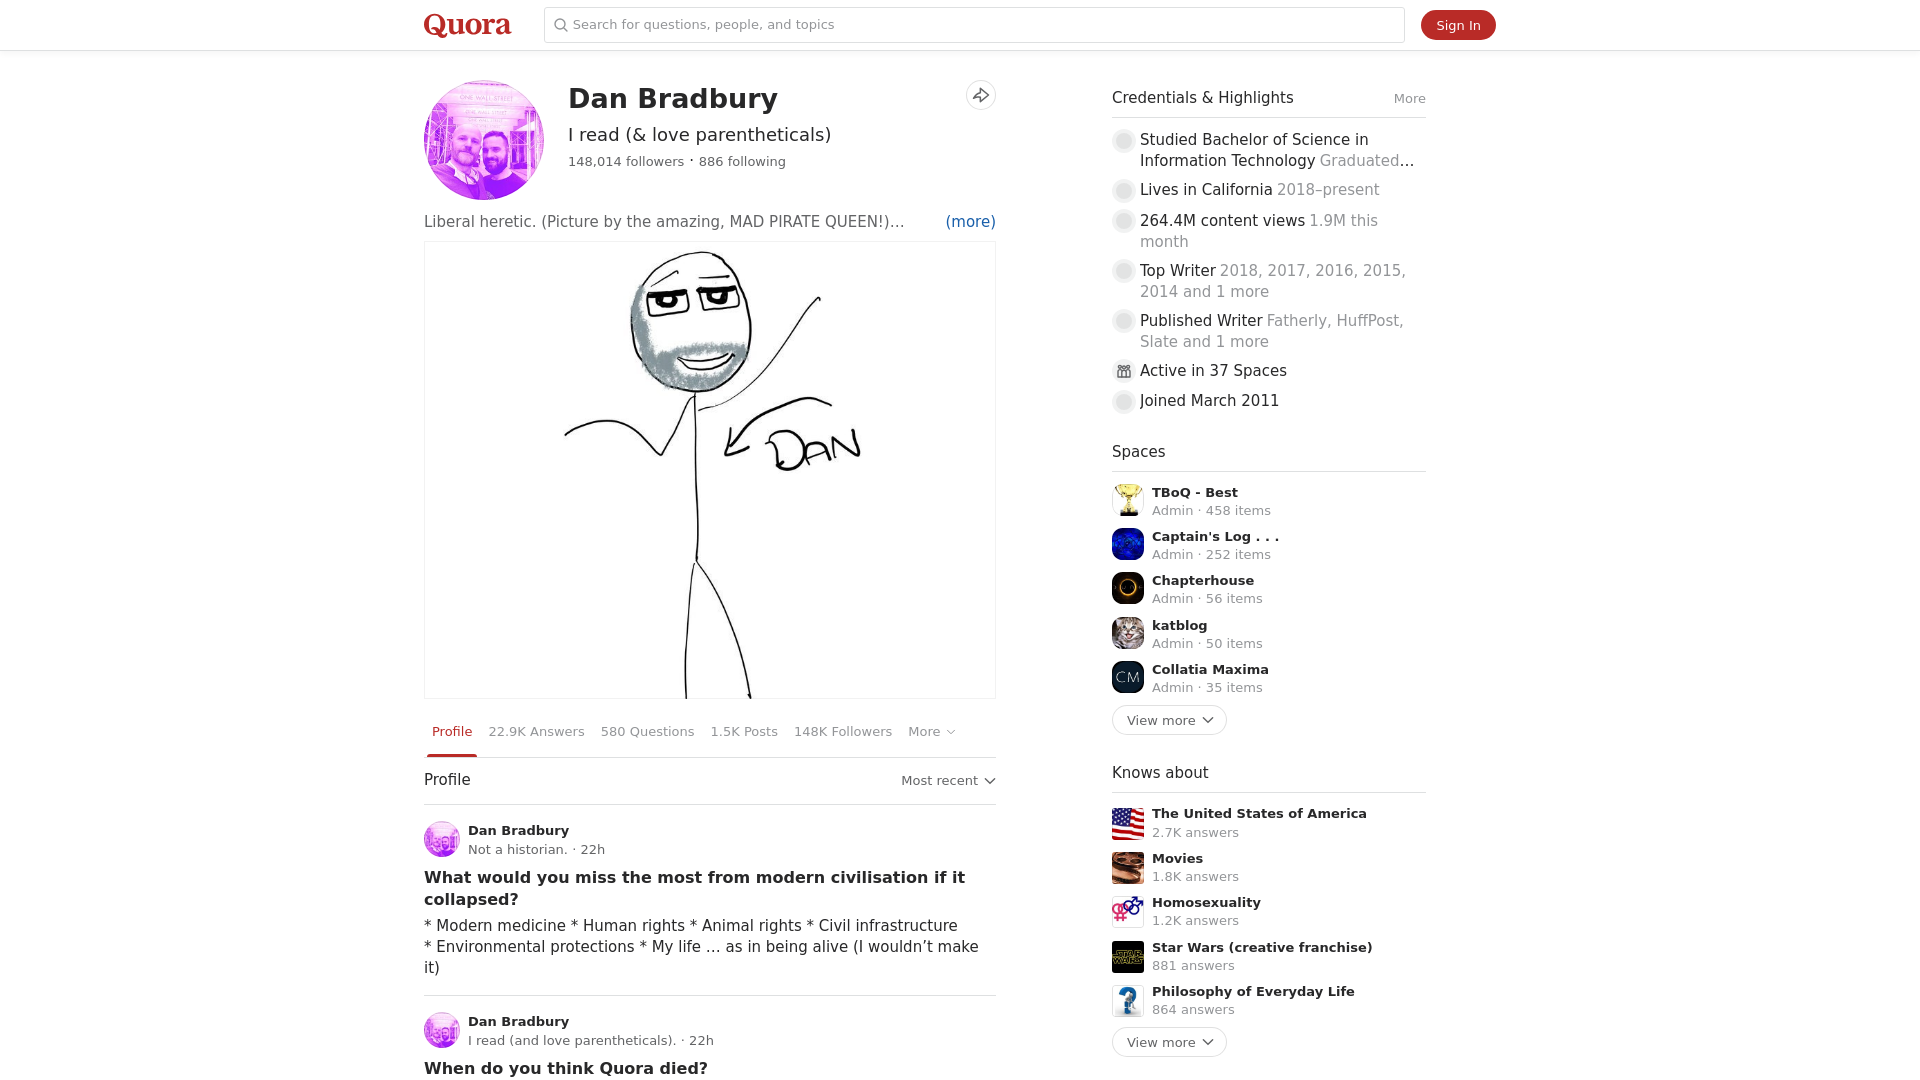 Quora
Search for questions, people, and topics
Sign In
Dan Bradbury
I read (& love parentheticals)
148,014 followers · 886 following
Liberal heretic. (Picture by the amazing, MAD PIRATE QUEEN!)... (more)
DAN
Profile 22.9K Answers 580 Questions 1.5K Posts 148K Followers More
Profile
Most recent
Dan Bradbury
Not a historian. · 22h
What would you miss the most from modern civilisation if it
collapsed?
* Modern medicine * Human rights * Animal rights * Civil infrastructure
* Environmental protections * My life … as in being alive (I wouldn’t make
it)
Dan Bradbury
I read (and love parentheticals). · 22h
When do you think Quora died?
Credentials & Highlights
More
Studied Bachelor of Science in
Information Technology Graduated...
Lives in California 2018–present
264.4M content views 1.9M this
month
Top Writer 2018, 2017, 2016, 2015,
2014 and 1 more
Published Writer Fatherly, HuffPost,
Slate and 1 more
Active in 37 Spaces
Joined March 2011
Spaces
TBoQ - Best
Admin · 458 items
Captain's Log . . .
Admin · 252 items
Chapterhouse
Admin · 56 items
katblog
Admin · 50 items
CM
Collatia Maxima
Admin · 35 items
View more
Knows about
The United States of America
2.7K answers
Movies
1.8K answers
Homosexuality
1.2K answers
STAR
WARS
Star Wars (creative franchise)
881 answers
Philosophy of Everyday Life
864 answers
View more